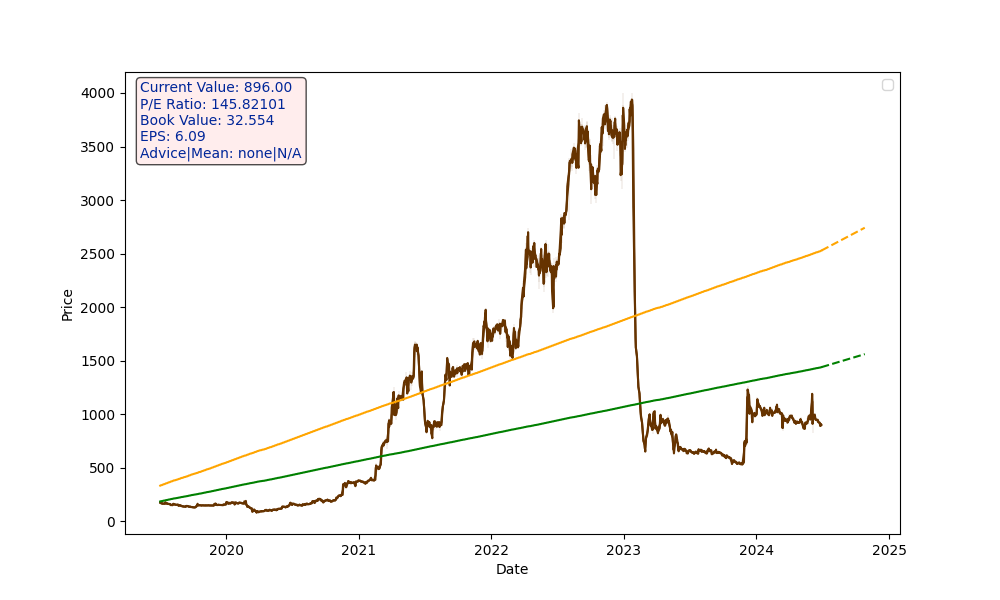 Current Value: 896.00
P/E Ratio: 145.82101
Book Value: 32.554
EPS: 6.09
Advice|Mean: none|N/A
4000
3500
3000
2500
2000
1500
1000
500
0
Price
2020
2021
2022
2023
2024
2025
Date